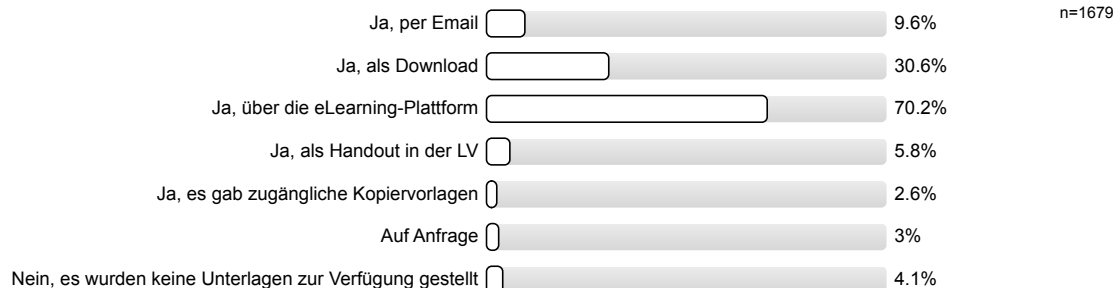 Ja, per Email 9.6% n=1679
Ja, als Download 30.6%
Ja, über die eLearning-Plattform 70.2%
Ja, als Handout in der LV 5.8%
Ja, es gab zugängliche Kopiervorlagen 2.6%
Auf Anfrage 3%
Nein, es wurden keine Unterlagen zur Verfügung gestellt 4.1%